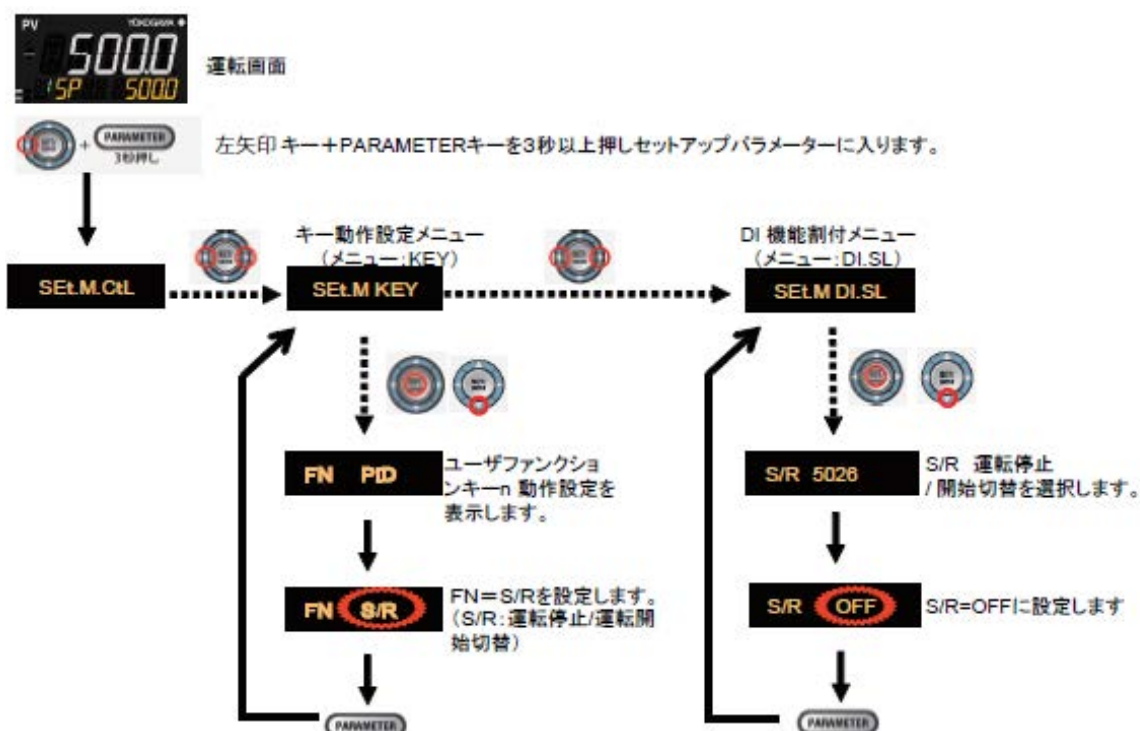 PV
YOKOGAWA
500.0
SP 500.0
運転画面
+ PARAMETER
3秒押し
左矢印 キー+PARAMETERキーを3秒以上押しセットアップパラメーターに入ります。
SEt.M.CtL
キー動作設定メニュー
(メニュー:KEY)
SEt.M KEY
DI 機能割付メニュー
(メニュー:DI.SL)
SEt.M DI.SL
FN PID
ユーザファンクショ
ンキーn 動作設定を
表示します。
FN S/R
FN=S/Rを設定します。
(S/R:運転停止/運転開
始切替)
PARAMETER
S/R 5026
S/R 運転停止
/開始切替を選択します。
S/R OFF
S/R=OFFに設定します
PARAMETER